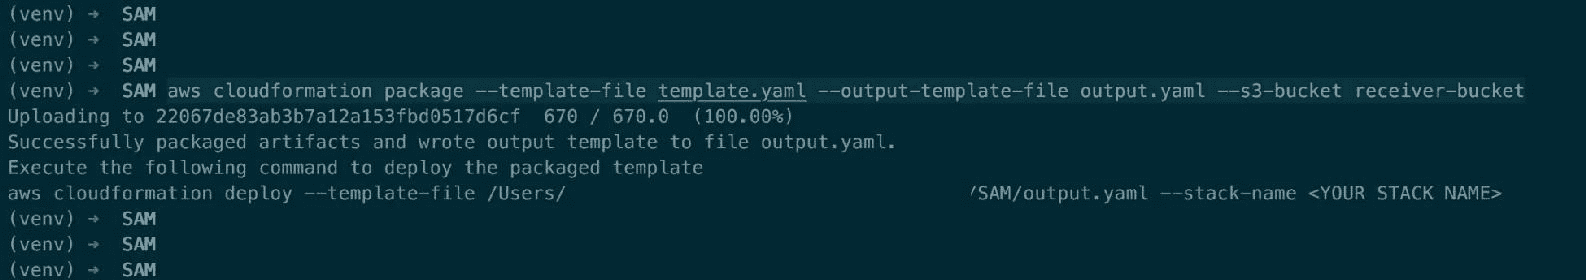 (venv) → SAM
(venv) → SAM
(venv) → SAM
(venv) → SAM aws cloudformation package --template-file template.yaml --output-template-file output.yaml --s3-bucket receiver-bucket
Uploading to 22067de83ab3b7a12a153fbd0517d6cf  670 / 670.0  (100.00%)
Successfully packaged artifacts and wrote output template to file output.yaml.
Execute the following command to deploy the packaged template
aws cloudformation deploy --template-file /Users/ /SAM/output.yaml --stack-name <YOUR STACK NAME>
(venv) → SAM
(venv) → SAM
(venv) → SAM